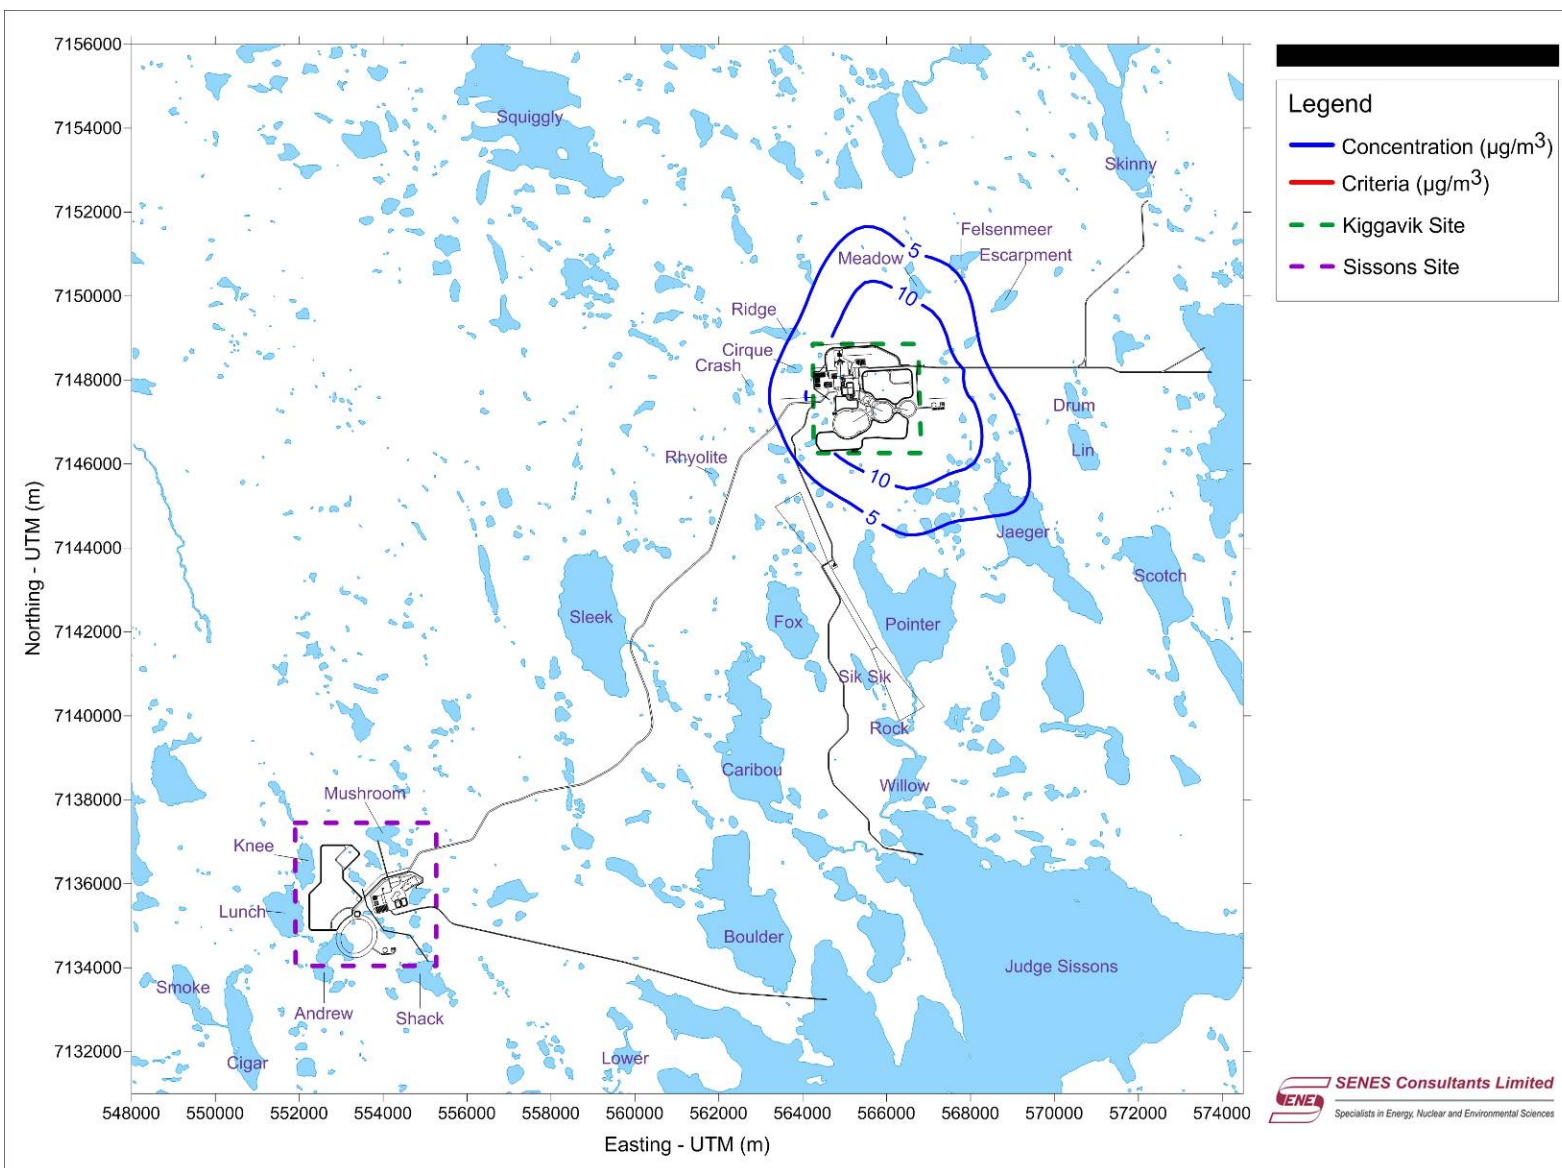 7156000
7154000
7152000
7150000
7148000
7146000
7144000
7142000
7140000
7138000
7136000
7134000
7132000
Northing - UTM (m)
548000 550000 552000 554000 556000 558000 560000 562000 564000 566000 568000 570000 572000 574000
Easting - UTM (m)
Squiggly
Skinny
Felsenmeer
5
Meadow
Escarpment
10
Ridge
Cirque
Crash
Drum
Lin
Rhyolite
10
5
Jaeger
Scotch
Sleek
Fox
Pointer
Sik Sik
Rock
Caribou
Willow
Mushroom
Knee
Lunch
Boulder
Judge Sissons
Smoke
Andrew
Shack
Cigar
Lower
Legend
Concentration (µg/m³)
Criteria (µg/m³)
Kiggavik Site
Sissons Site
SENES
SENES Consultants Limited
Specialists in Energy, Nuclear and Environmental Sciences